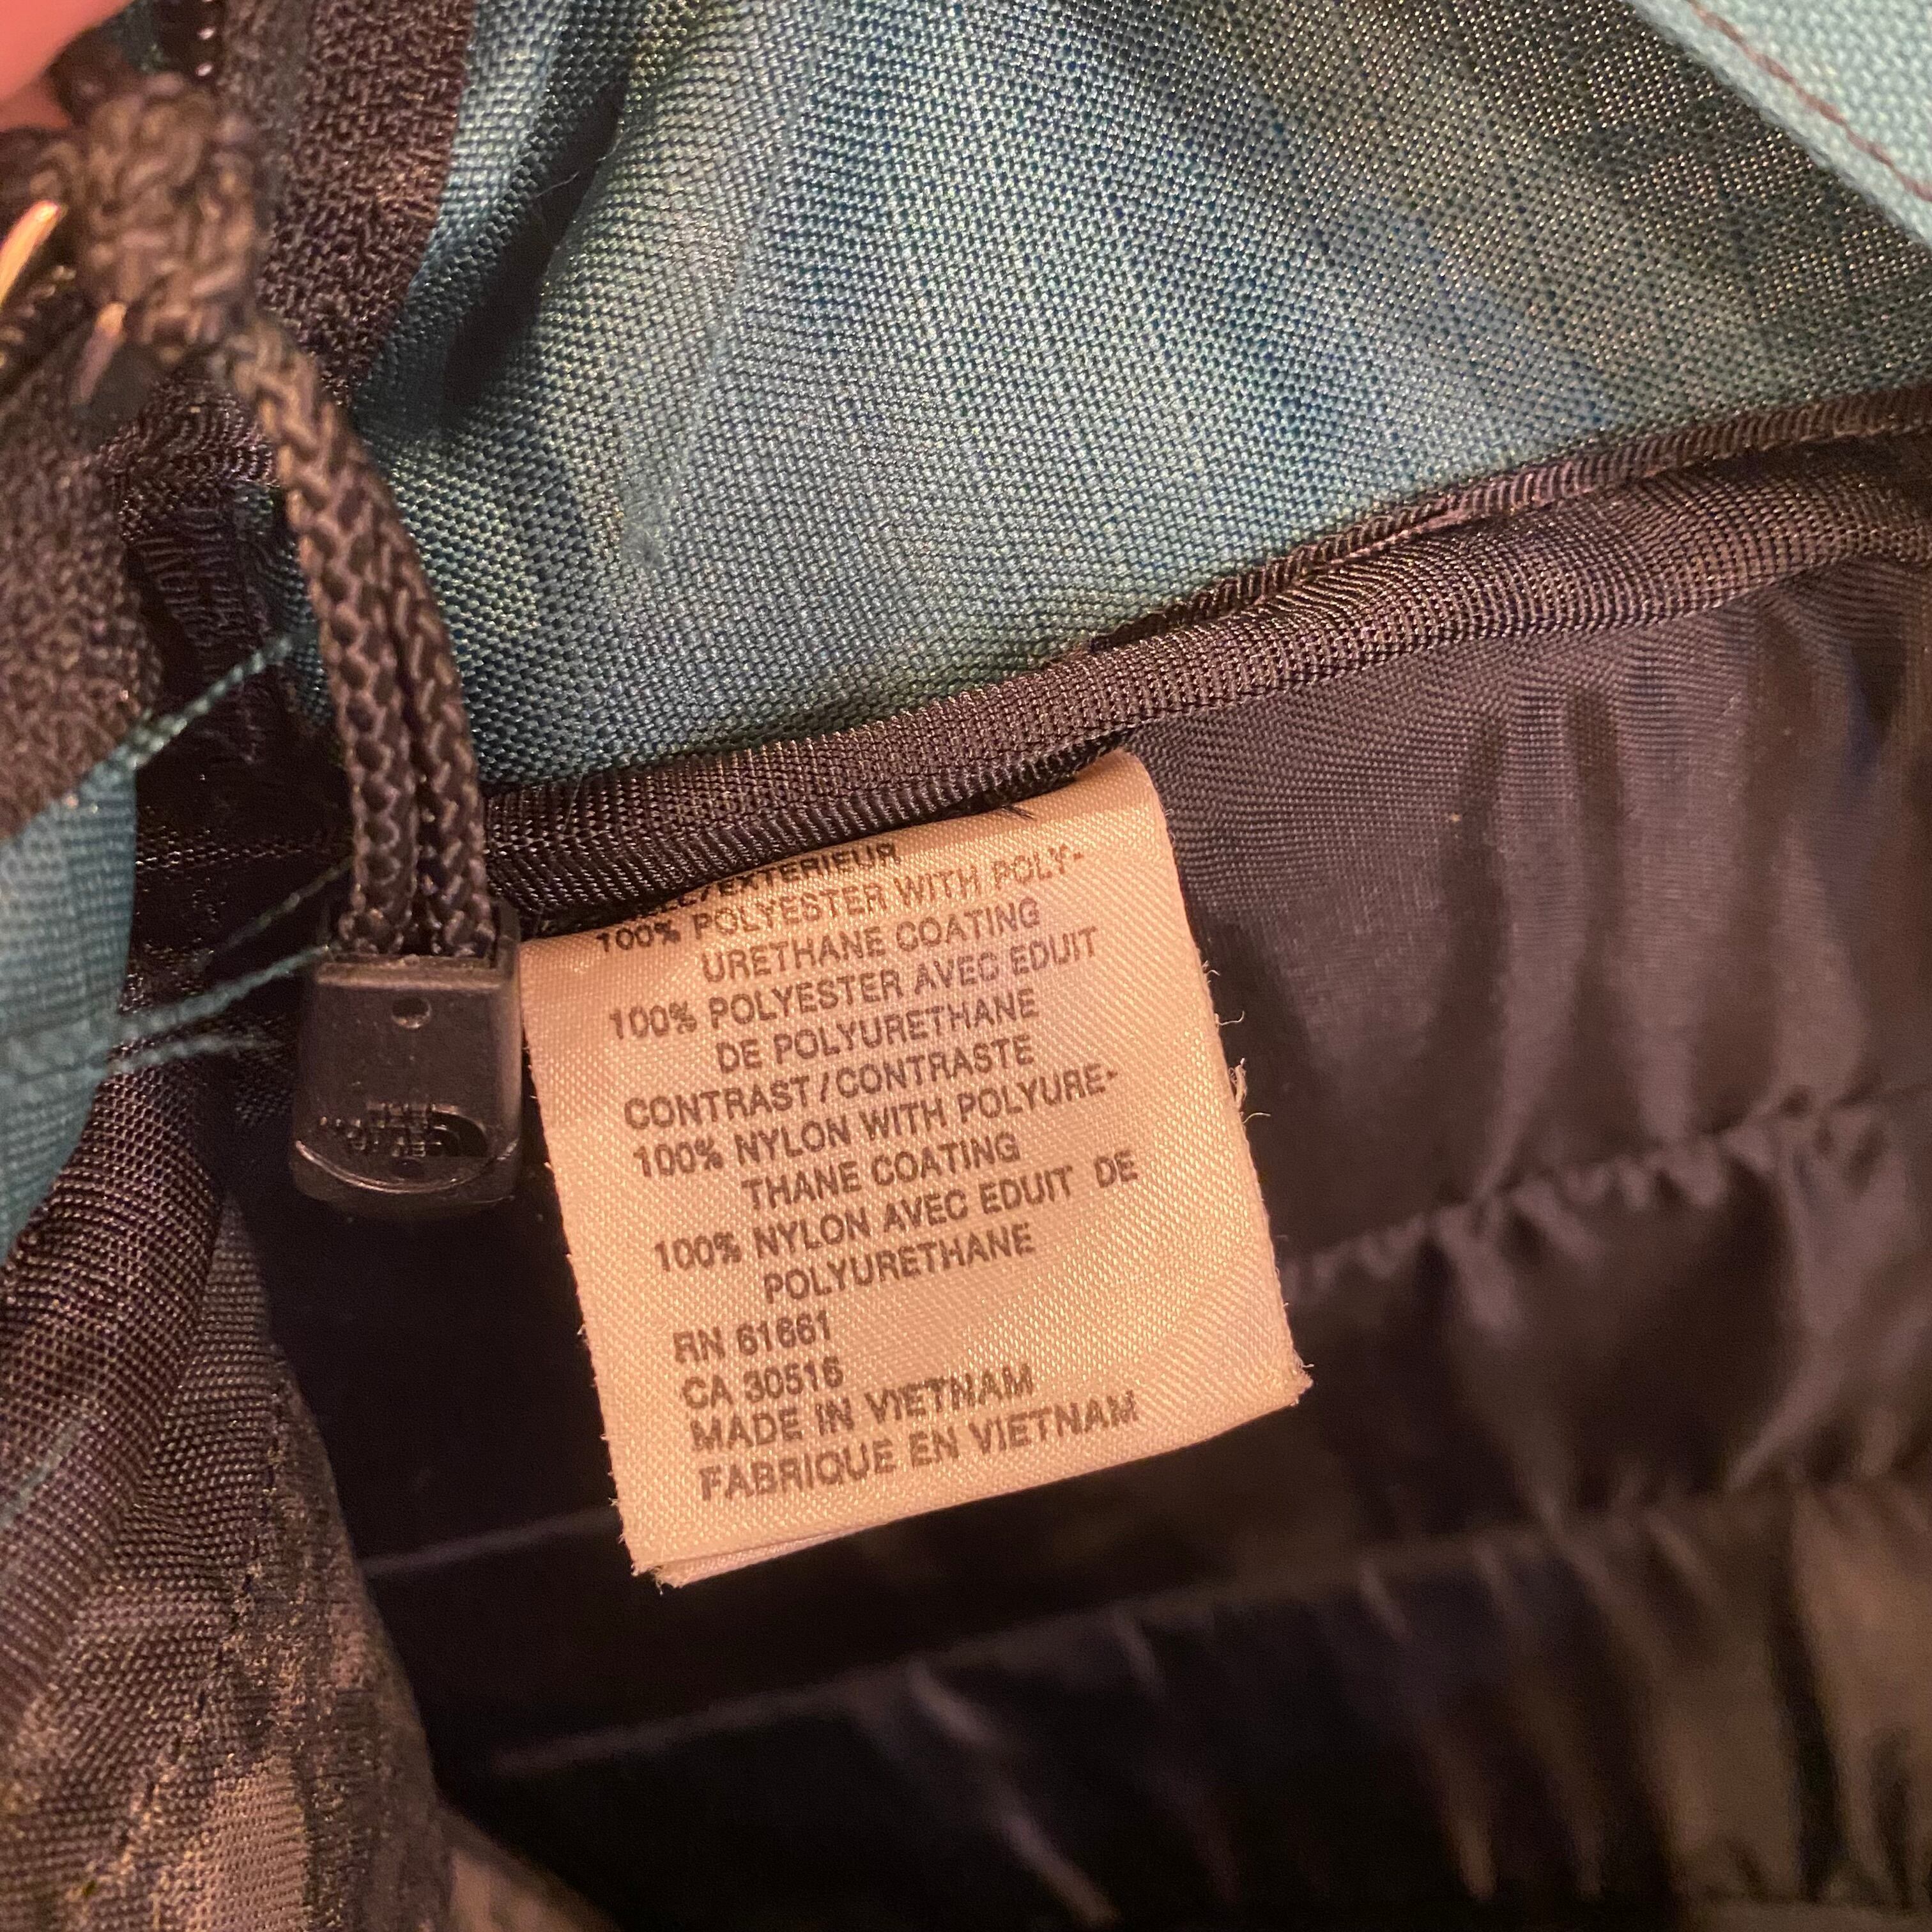 /EXTERIEUR
100% POLYESTER WITH POLY-
URETHANE COATING
100% POLYESTER AVEC EDUIT
DE POLYURETHANE
CONTRAST/CONTRASTE
100% NYLON WITH POLYURE-
THANE COATING
100% NYLON AVEC EDUIT DE
POLYURETHANE
RN 61661
CA 30516
MADE IN VIETNAM
FABRIQUE EN VIETNAM